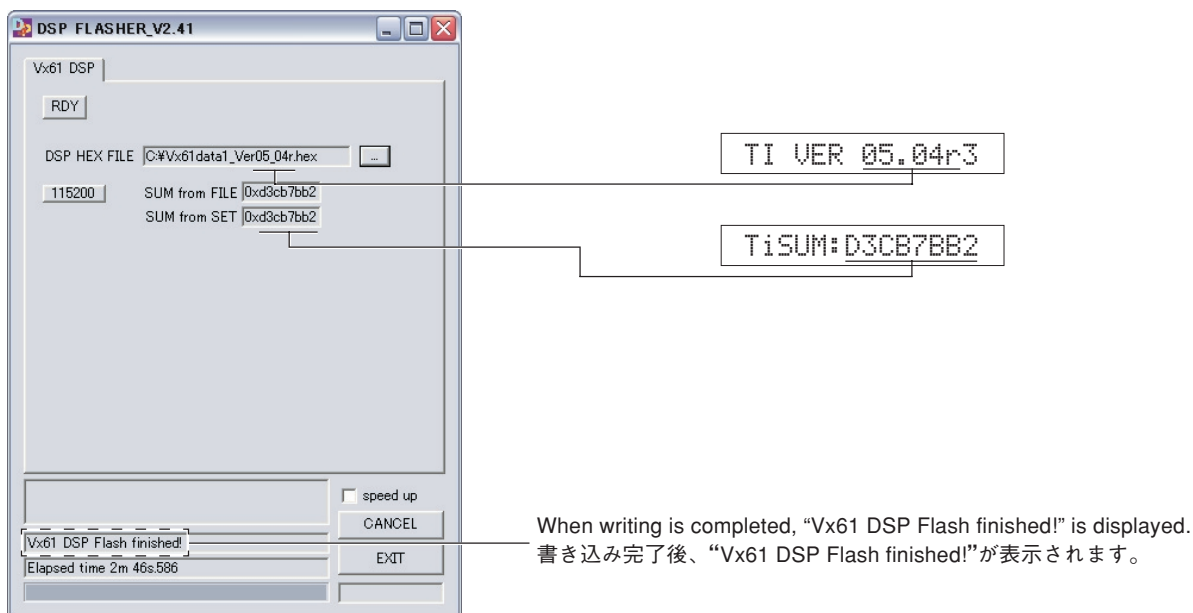 DSP FLASHER_V2.41
Vx61 DSP
RDY
DSP HEX FILE C:¥Vx61data1_Ver05_04r.hex ...
115200 SUM from FILE 0xd3cb7bb2
SUM from SET 0xd3cb7bb2
TI VER 05.04r3
TiSUM:D3CB7BB2
speed up
CANCEL
Vx61 DSP Flash finished!
EXIT
Elapsed time 2m 46s.586
When writing is completed, “Vx61 DSP Flash finished!” is displayed.
書き込み完了後、“Vx61 DSP Flash finished!”が表示されます。